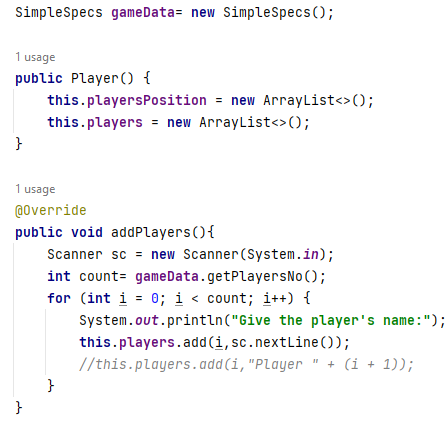 SimpleSpecs gameData= new SimpleSpecs();
1 usage
public Player() {
this.playersPosition = new ArrayList<>();
this.players = new ArrayList<>();
}
1 usage
@Override
public void addPlayers(){
Scanner sc = new Scanner(System.in);
int count= gameData.getPlayersNo();
for (int i = 0; i < count; i++) {
System.out.println("Give the player's name:");
this.players.add(i,sc.nextLine());
//this.players.add(i,"Player " + (i + 1));
}
}